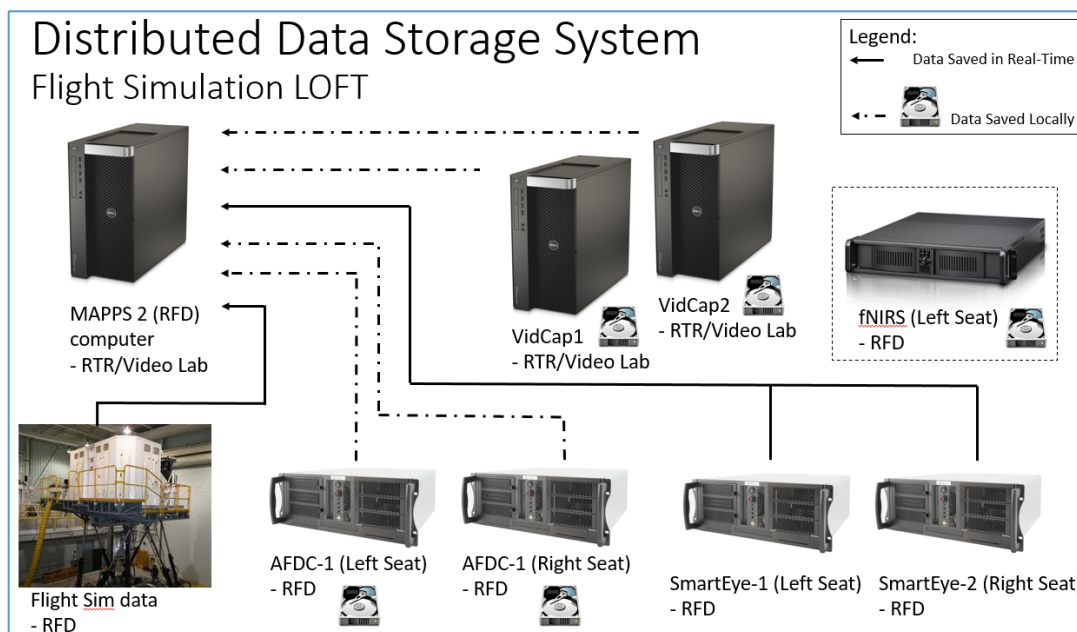 Distributed Data Storage System
Flight Simulation LOFT
Legend:
Data Saved in Real-Time
Data Saved Locally
MAPPS 2 (RFD)
computer
- RTR/Video Lab
VidCap1
- RTR/Video Lab
VidCap2
- RTR/Video Lab
fNIRS (Left Seat)
- RFD
Flight Sim data
- RFD
AFDC-1 (Left Seat)
- RFD
AFDC-1 (Right Seat)
- RFD
SmartEye-1 (Left Seat)
- RFD
SmartEye-2 (Right Seat
- RFD